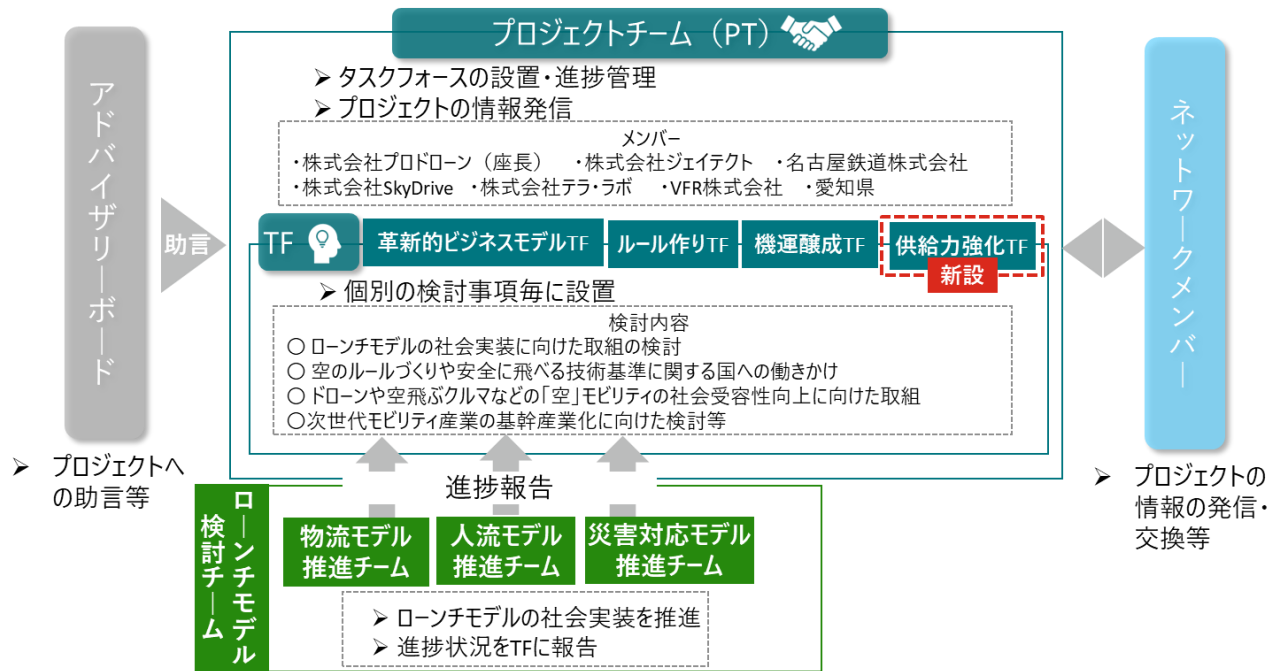 プロジェクトチーム（PT）
➢ タスクフォースの設置・進捗管理
➢ プロジェクトの情報発信
メンバー
・株式会社プロドローン（座長） ・株式会社ジェイテクト ・名古屋鉄道株式会社
・株式会社SkyDrive ・株式会社テラ・ラボ ・VFR株式会社 ・愛知県
アドバイザリーボード
助言
TF
革新的ビジネスモデルTF
ルール作りTF
機運醸成TF
供給力強化TF
新設
➢ 個別の検討事項毎に設置
検討内容
○ ローンチモデルの社会実装に向けた取組の検討
○ 空のルールづくりや安全に飛べる技術基準に関する国への働きかけ
○ ドローンや空飛ぶクルマなどの「空」モビリティの社会受容性向上に向けた取組
○次世代モビリティ産業の基幹産業化に向けた検討等
ネットワークメンバー
➢ プロジェクトへ
の助言等
➢ プロジェクトの
情報の発信・
交換等
進捗報告
ローンチモデル
検討チーム
物流モデル
推進チーム
人流モデル
推進チーム
災害対応モデル
推進チーム
➢ ローンチモデルの社会実装を推進
➢ 進捗状況をTFに報告